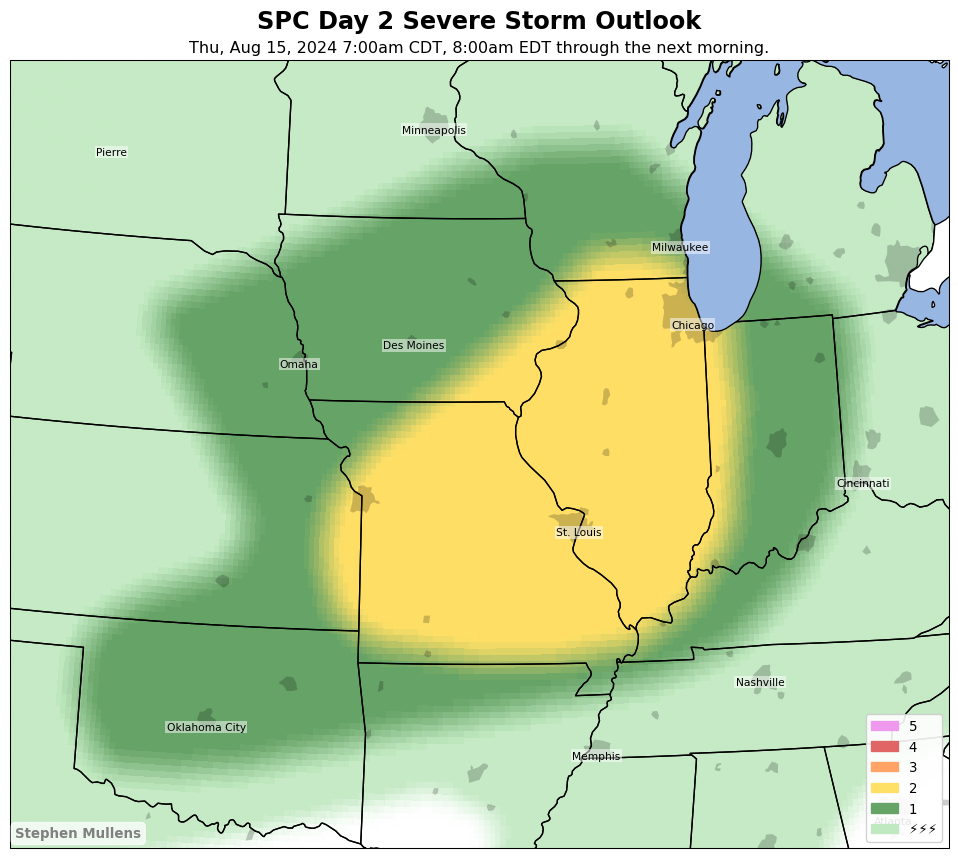 SPC Day 2 Severe Storm Outlook
Thu, Aug 15, 2024 7:00am CDT, 8:00am EDT through the next morning.
Minneapolis
Pierre
Milwaukee
Chicago
Des Moines
Omaha
Cincinnati
St. Louis
Nashville
Oklahoma City
Memphis
5
4
3
2
1
Atlanta
⚡⚡⚡
Stephen Mullens